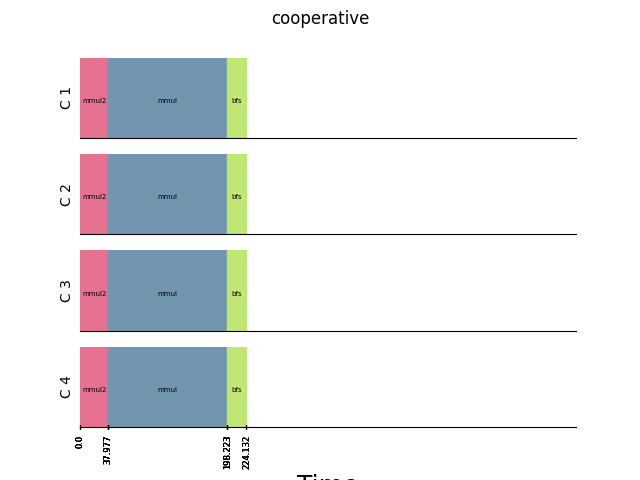 cooperative
C 1
mmul2 mmul bfs
C 2
mmul2 mmul bfs
C 3
mmul2 mmul bfs
C 4
mmul2 mmul bfs
0.0 37.977 198.223 224.132
Time